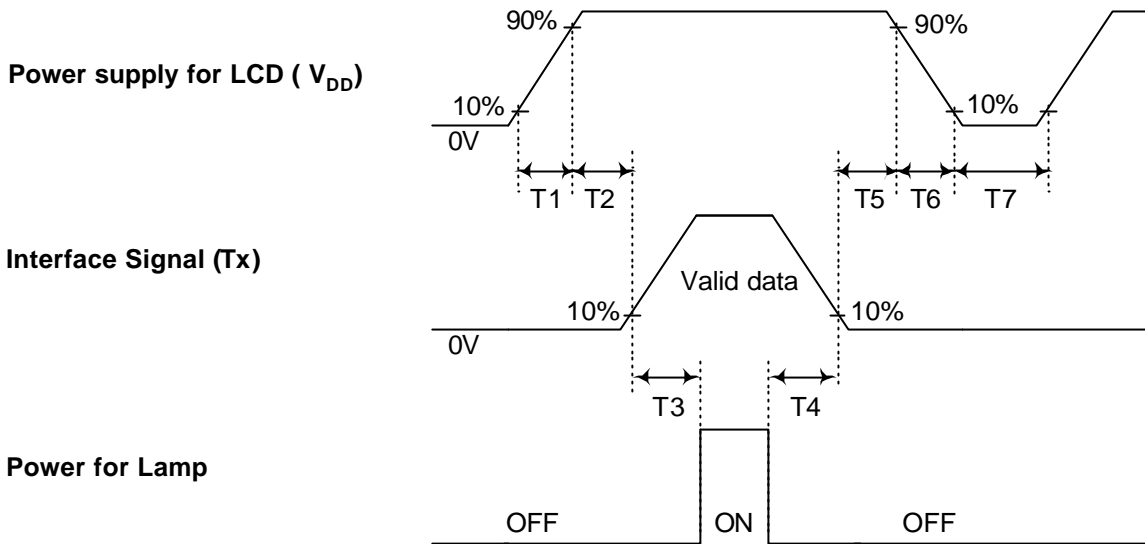 90%
90%
Power supply for LCD ( VDD)
10%
10%
0V
T1
T2
T5
T6
T7
Interface Signal (Tx)
Valid data
10%
10%
0V
T3
T4
Power for Lamp
OFF
ON
OFF